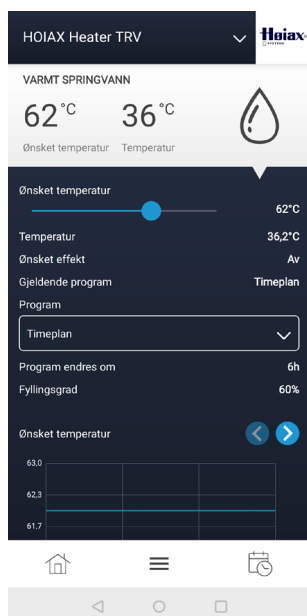 HOIAX Heater TRV
Høiax
SYSTEMS
VARMT SPRINGVANN
62°C 36°C
Ønsket temperatur Temperatur
Ønsket temperatur
62°C
Temperatur 36,2°C
Ønsket effekt Av
Gjeldende program Timeplan
Program
Timeplan
Program endres om 6h
Fyllingsgrad 60%
Ønsket temperatur
63,0
62,3
61,7